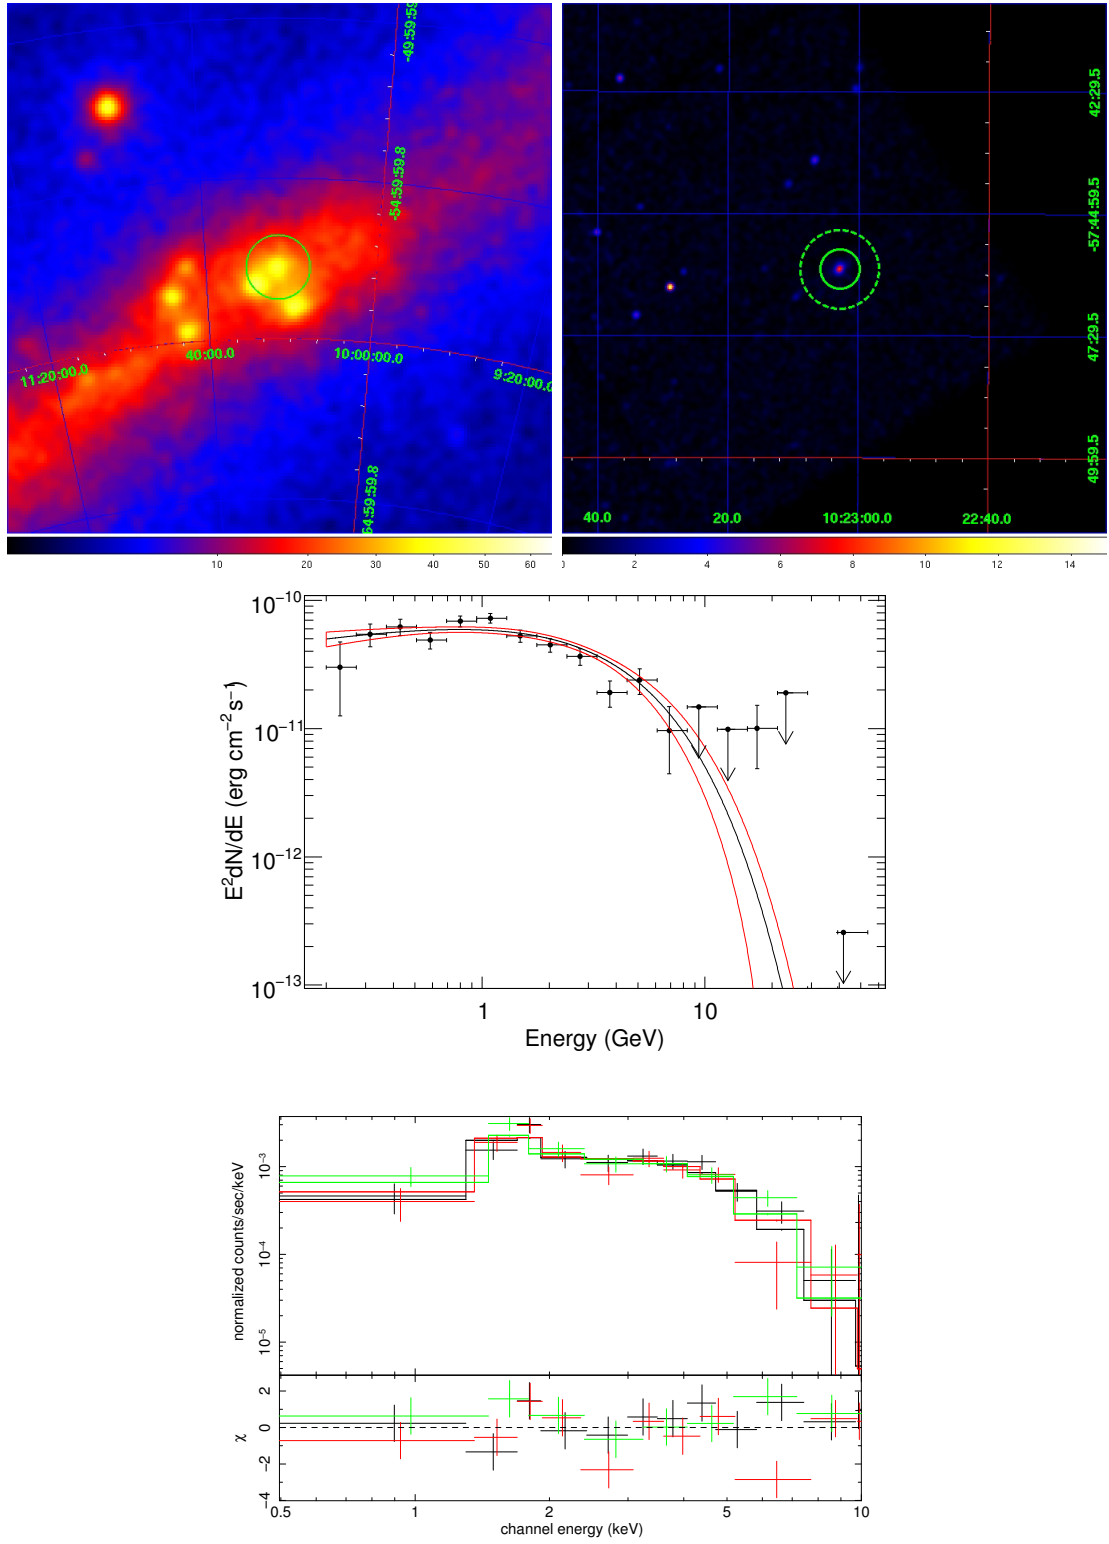 -49:59:59
-54:59:59.8
64:59:59.8
11:20:00.0
40:00.0
10:00:00.0
9:20:00.0
10 20 30 40 50 60
42:29.5
-57:44:59.5
47:29.5
49:59.5
40.0 20.0 10:23:00.0 22:40.0
0 2 4 6 8 10 12 14
E²dN/dE (erg cm⁻² s⁻¹)
10⁻¹⁰
10⁻¹¹
10⁻¹²
10⁻¹³
1 10
Energy (GeV)
normalized counts/sec/keV
10⁻³
10⁻⁴
10⁻⁵
χ
2
0
−2
−4
0.5 1 2 5 10
channel energy (keV)